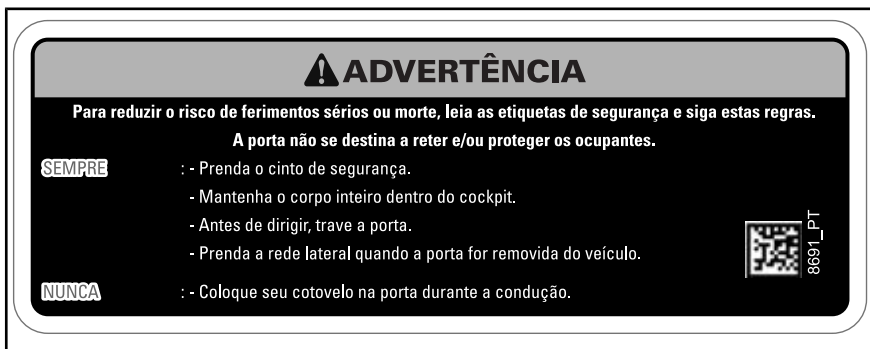 ADVERTÊNCIA
Para reduzir o risco de ferimentos sérios ou morte, leia as etiquetas de segurança e siga estas regras.
A porta não se destina a reter e/ou proteger os ocupantes.
SEMPRE : - Prenda o cinto de segurança.
- Mantenha o corpo inteiro dentro do cockpit.
- Antes de dirigir, trave a porta.
- Prenda a rede lateral quando a porta for removida do veículo.
NUNCA : - Coloque seu cotovelo na porta durante a condução.
8691_PT